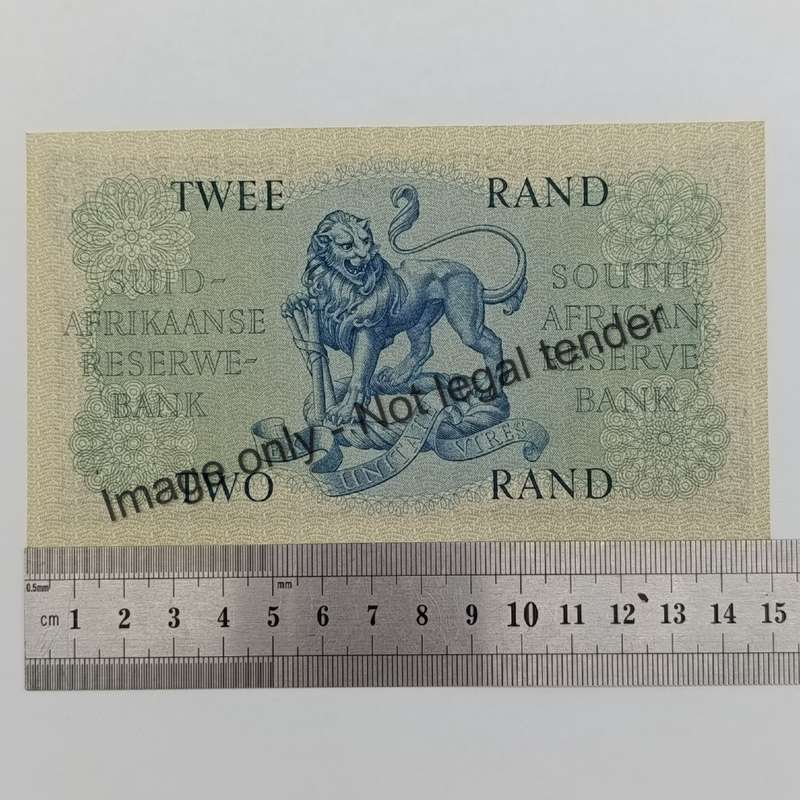 TWEE RAND
SUID-
AFRIKAANSE
RESERWE-
BANK
SOUTH
AFRICAN
RESERVE
BANK
UNITATE VIRES
TWO RAND
Image only - Not legal tender
0.5mm mm
cm 1 2 3 4 5 6 7 8 9 10 11 12 13 14 15